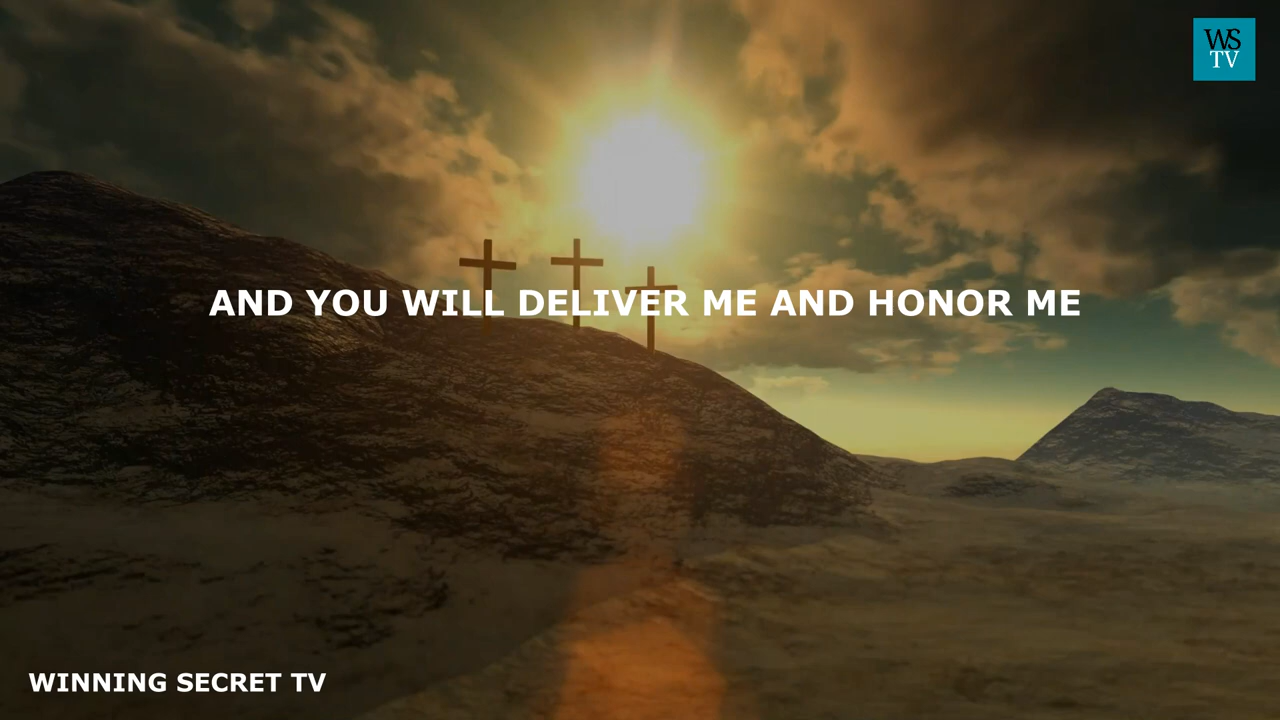 WS
TV
AND YOU WILL DELIVER ME AND HONOR ME
WINNING SECRET TV